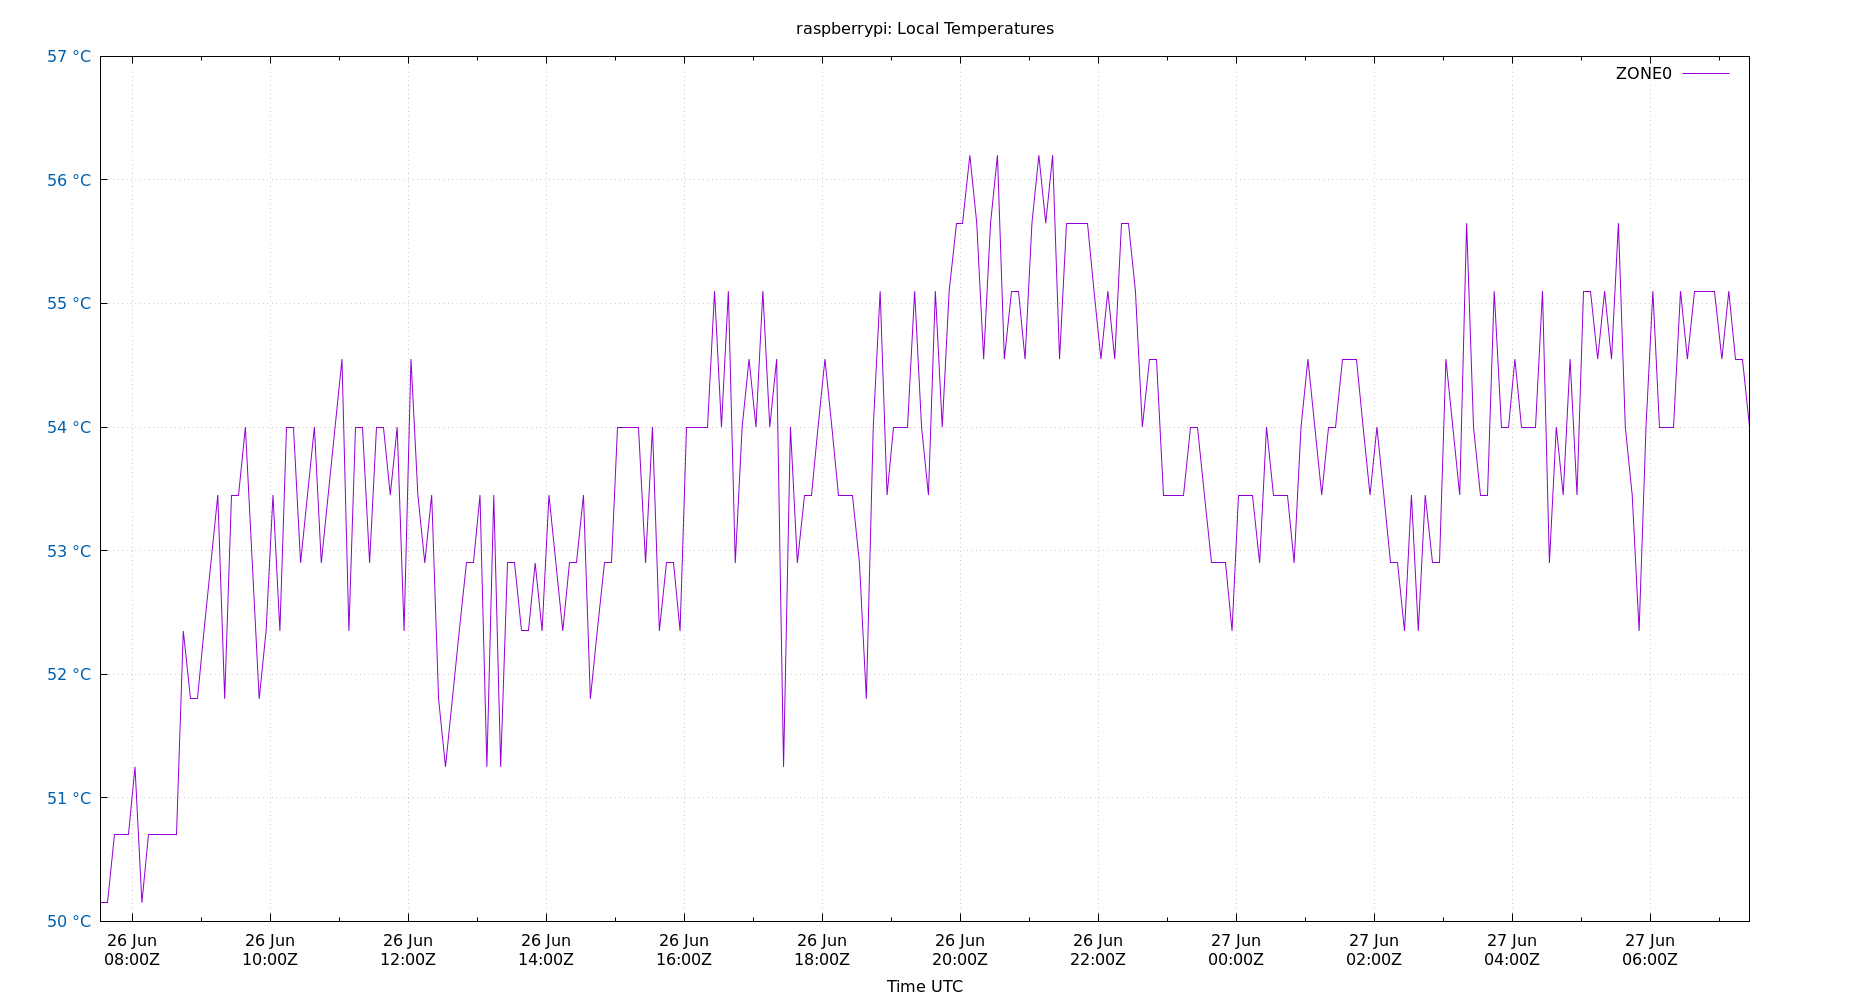 raspberrypi: Local Temperatures
57 °C
ZONE0
56 °C
55 °C
54 °C
53 °C
52 °C
51 °C
50 °C
26 Jun 26 Jun 26 Jun 26 Jun 26 Jun 26 Jun 26 Jun 26 Jun 27 Jun 27 Jun 27 Jun 27 Jun
08:00Z 10:00Z 12:00Z 14:00Z 16:00Z 18:00Z 20:00Z 22:00Z 00:00Z 02:00Z 04:00Z 06:00Z
Time UTC